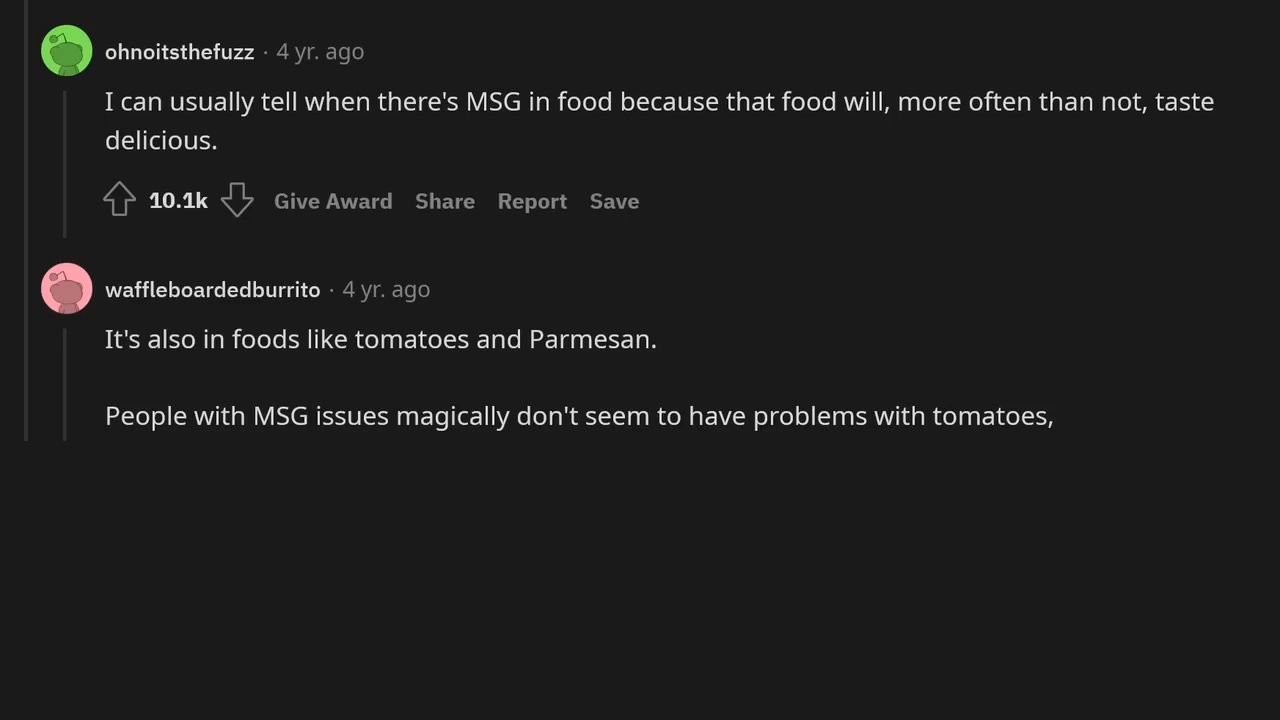 ohnoitsthefuzz · 4 yr. ago
I can usually tell when there's MSG in food because that food will, more often than not, taste
delicious.
10.1k Give Award Share Report Save
waffleboardedburrito · 4 yr. ago
It's also in foods like tomatoes and Parmesan.
People with MSG issues magically don't seem to have problems with tomatoes,